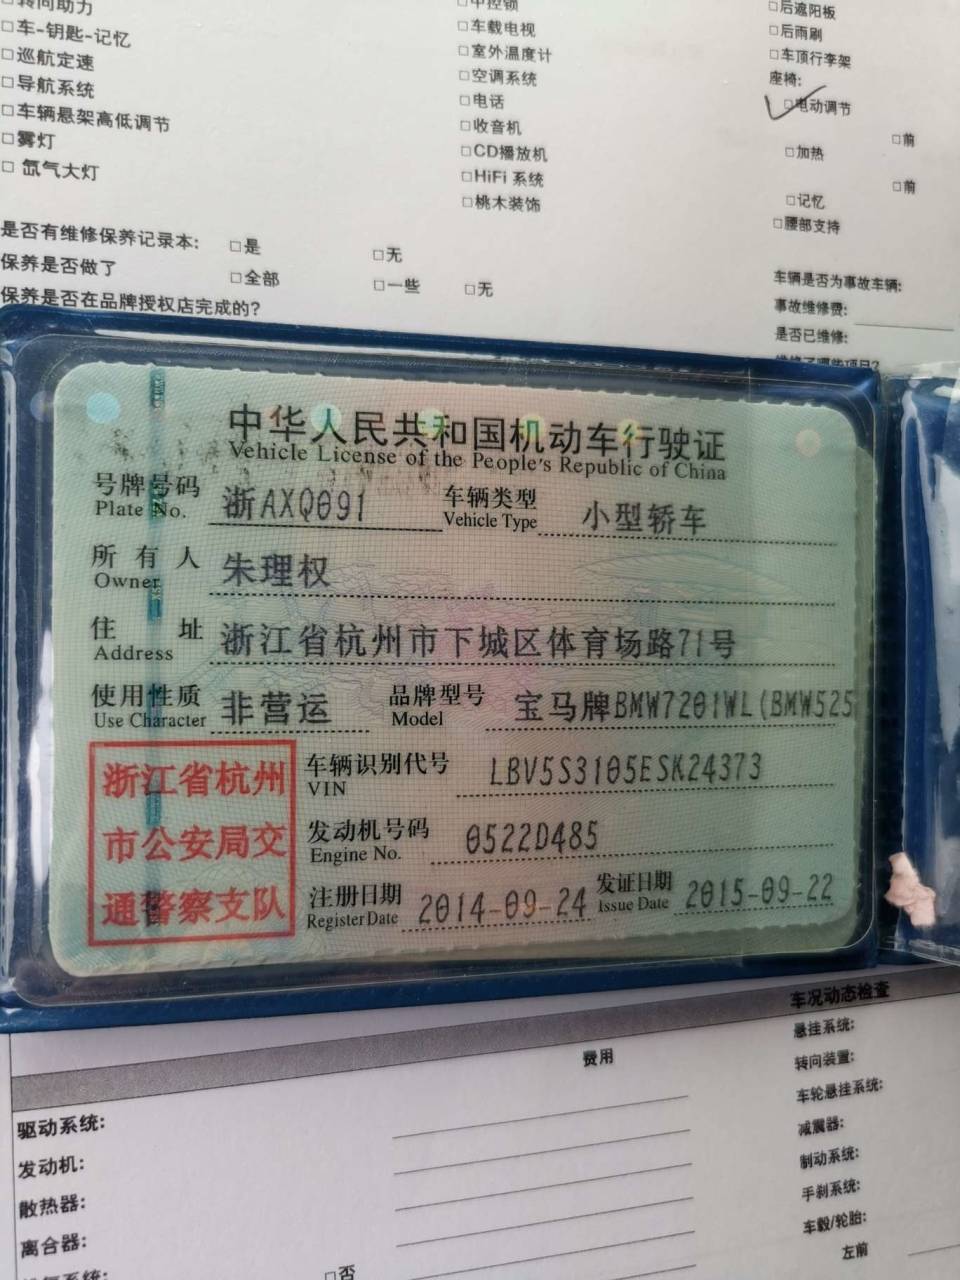 转向助力
□车-钥匙-记忆
□巡航定速
□导航系统
□车辆悬架高低调节
□雾灯
□ 氙气大灯
□中控锁
□车载电视
□室外温度计
□空调系统
□电话
□收音机
□CD播放机
□HiFi 系统
□桃木装饰
□后遮阳板
□后雨刷
□车顶行李架
座椅:
□电动调节
□前
□加热
□前
□记忆
□腰部支持
是否有维修保养记录本: □是 □无
保养是否做了 □全部 □一些 □无
保养是否在品牌授权店完成的?
车辆是否为事故车辆:
事故维修费:
是否已维修:
中华人民共和国机动车行驶证
Vehicle License of the People's Republic of China
号牌号码 浙AXQ091 车辆类型 小型轿车
Plate No. Vehicle Type
所有人 朱理权
Owner
住址 浙江省杭州市下城区体育场路71号
Address
使用性质 非营运 品牌型号 宝马牌BMW7201WL(BMW525
Use Character Model
浙江省杭州
市公安局交
通警察支队
车辆识别代号 LBV5S3105ESK24373
VIN
发动机号码 0522D485
Engine No.
注册日期 2014-09-24 发证日期 2015-09-22
Register Date Issue Date
费用
驱动系统:
发动机:
散热器:
离合器:
□否
车况动态检查
悬挂系统:
转向装置:
车轮悬挂系统:
减震器:
制动系统:
手刹系统:
车毂/轮胎:
左前